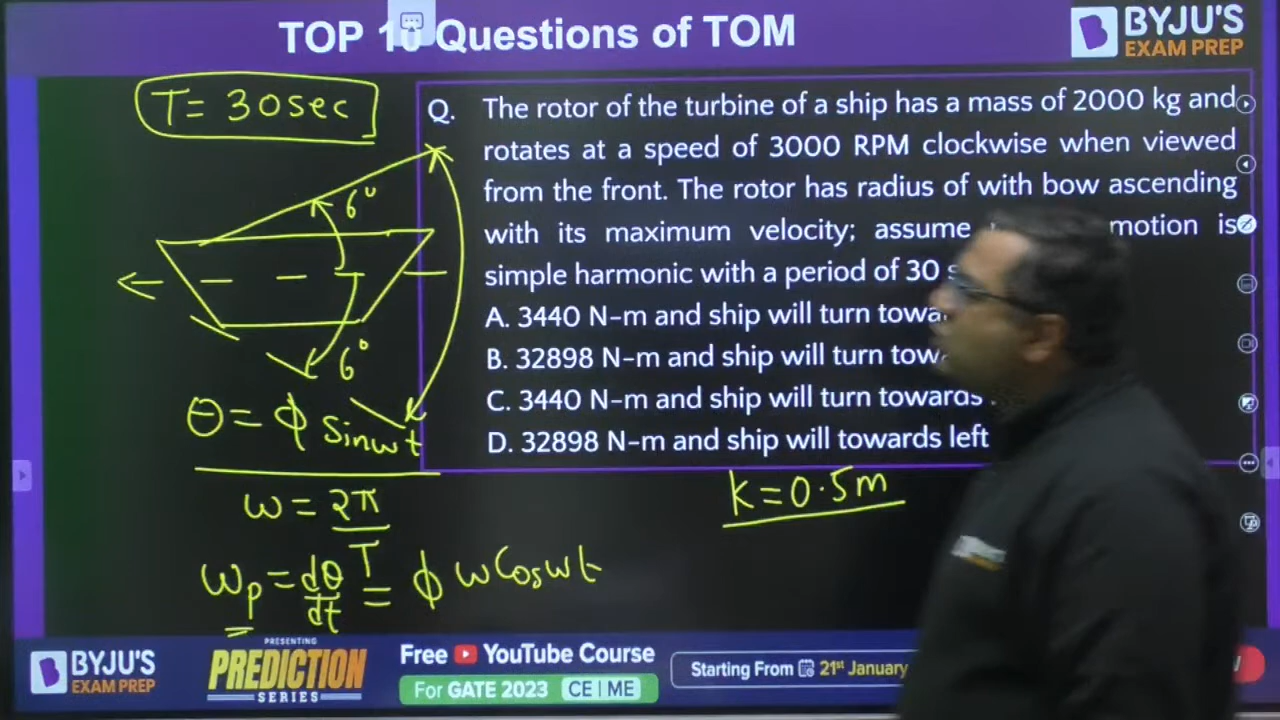 TOP 10 Questions of TOM
BYJU'S
EXAM PREP
T = 30sec
Q. The rotor of the turbine of a ship has a mass of 2000 kg and
rotates at a speed of 3000 RPM clockwise when viewed
from the front. The rotor has radius of with bow ascending
with its maximum velocity; assume motion is
simple harmonic with a period of 30
A. 3440 N-m and ship will turn
B. 32898 N-m and ship will turn
C. 3440 N-m and ship will turn towards
D. 32898 N-m and ship will towards left
6°
6°
θ = ϕ sinωt
ω = 2π
T
ωp = dθ/dt = ϕ ω Cosωt
k = 0.5m
BYJU'S
EXAM PREP
PRESENTING
PREDICTION
SERIES
Free YouTube Course
For GATE 2023 CE | ME
Starting From 21st January